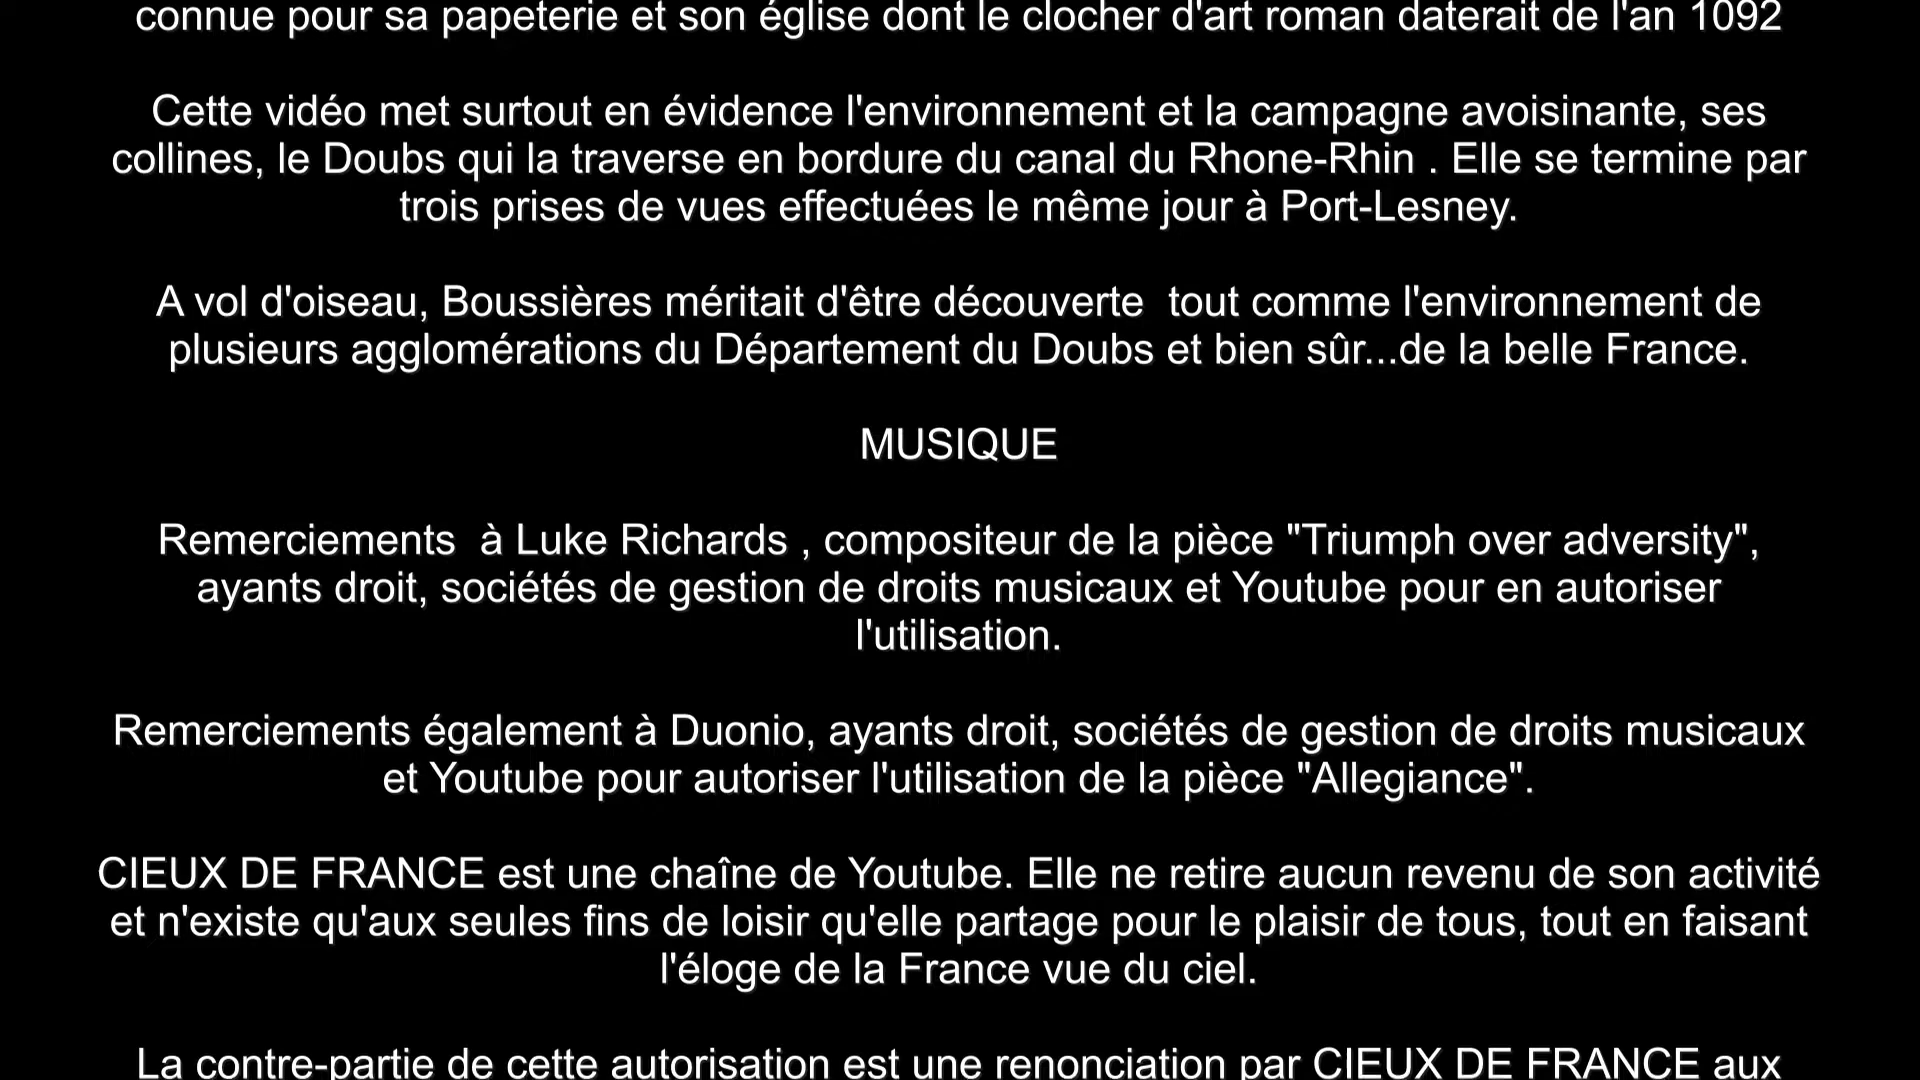 connue pour sa papeterie et son église dont le clocher d'art roman daterait de l'an 1092
Cette vidéo met surtout en évidence l'environnement et la campagne avoisinante, ses
collines, le Doubs qui la traverse en bordure du canal du Rhone-Rhin . Elle se termine par
trois prises de vues effectuées le même jour à Port-Lesney.
A vol d'oiseau, Boussières méritait d'être découverte  tout comme l'environnement de
plusieurs agglomérations du Département du Doubs et bien sûr...de la belle France.
MUSIQUE
Remerciements  à Luke Richards , compositeur de la pièce "Triumph over adversity",
ayants droit, sociétés de gestion de droits musicaux et Youtube pour en autoriser
l'utilisation.
Remerciements également à Duonio, ayants droit, sociétés de gestion de droits musicaux
et Youtube pour autoriser l'utilisation de la pièce "Allegiance".
CIEUX DE FRANCE est une chaîne de Youtube. Elle ne retire aucun revenu de son activité
et n'existe qu'aux seules fins de loisir qu'elle partage pour le plaisir de tous, tout en faisant
l'éloge de la France vue du ciel.
La contre-partie de cette autorisation est une renonciation par CIEUX DE FRANCE aux